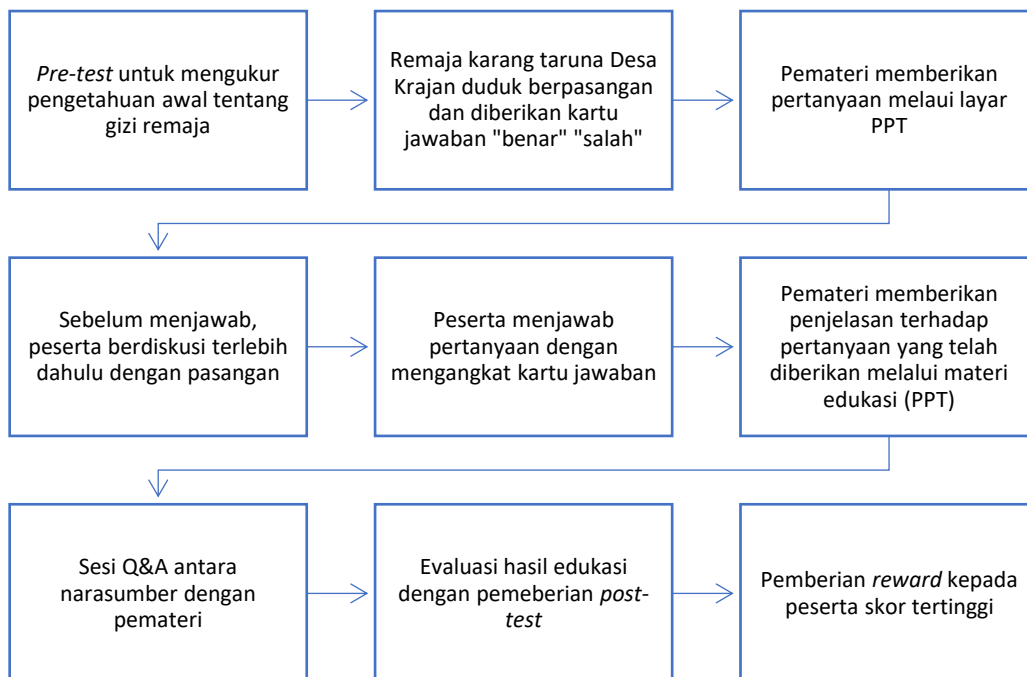 Pre-test untuk mengukur
pengetahuan awal tentang
gizi remaja
Remaja karang taruna Desa
Krajan duduk berpasangan
dan diberikan kartu
jawaban "benar" "salah"
Pemateri memberikan
pertanyaan melaui layar
PPT
Sebelum menjawab,
peserta berdiskusi terlebih
dahulu dengan pasangan
Peserta menjawab
pertanyaan dengan
mengangkat kartu jawaban
Pemateri memberikan
penjelasan terhadap
pertanyaan yang telah
diberikan melalui materi
edukasi (PPT)
Sesi Q&A antara
narasumber dengan
pemateri
Evaluasi hasil edukasi
dengan pemeberian post-
test
Pemberian reward kepada
peserta skor tertinggi